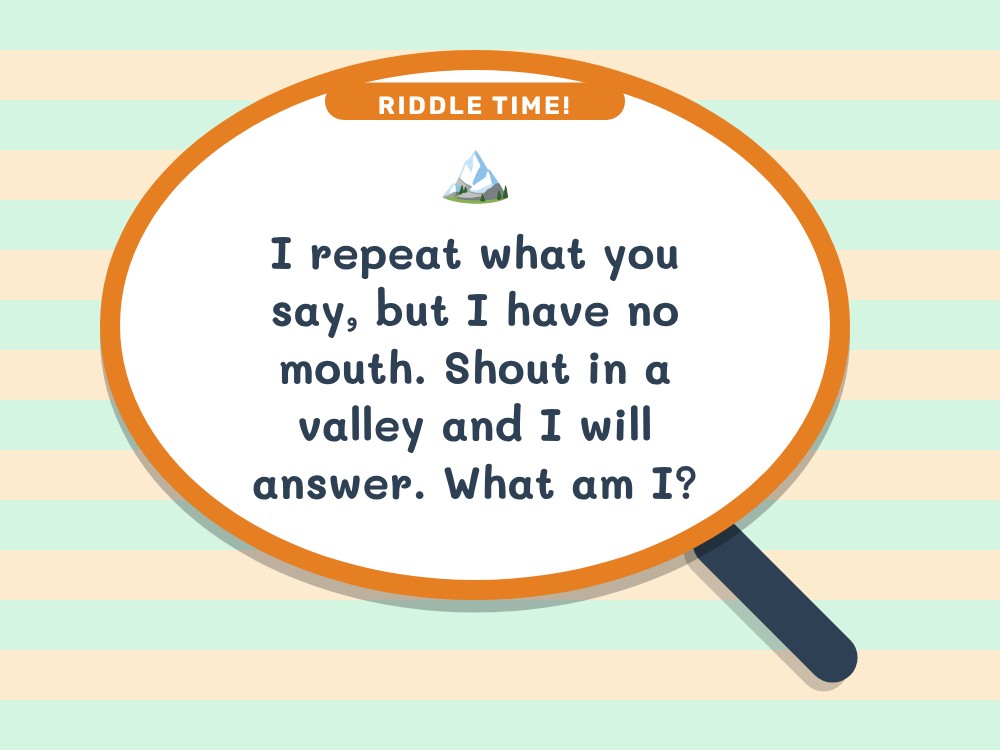 RIDDLE TIME!
I repeat what you
say, but I have no
mouth. Shout in a
valley and I will
answer. What am I?